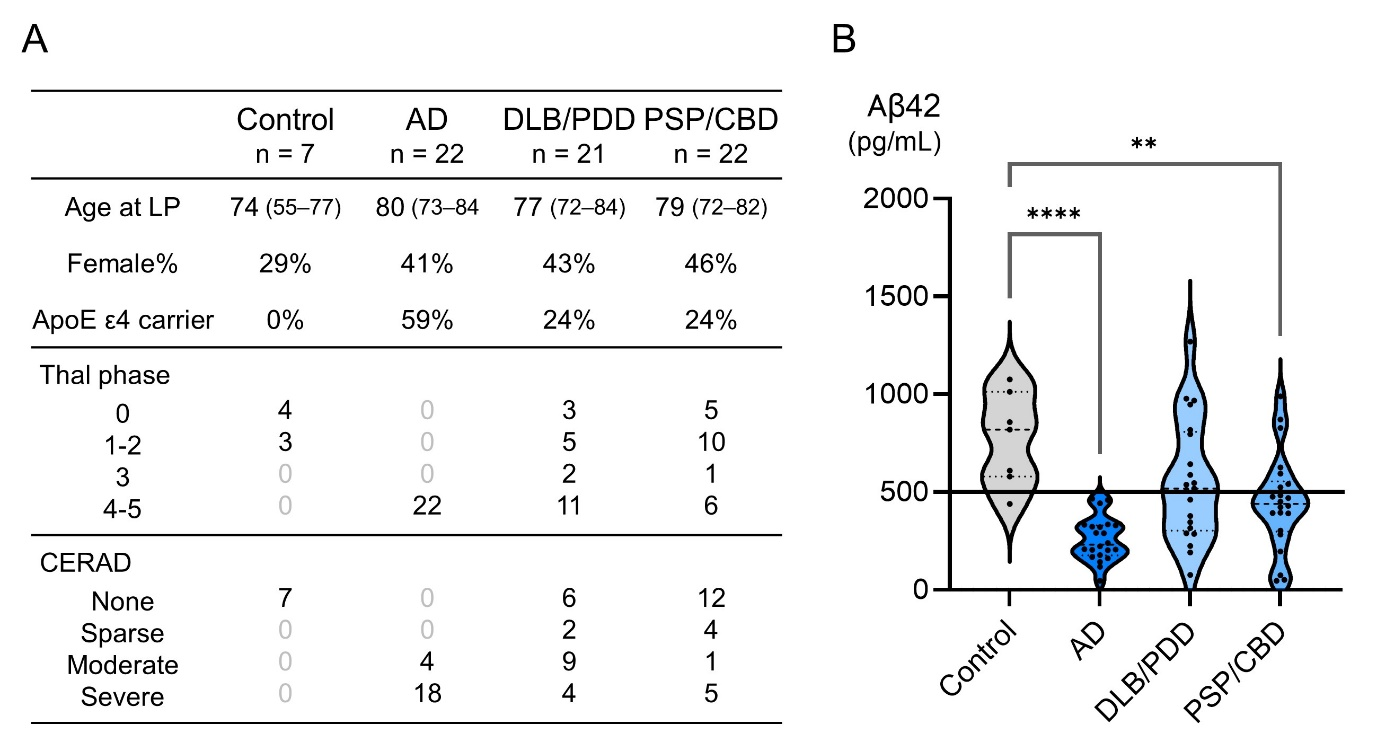 A
Control AD DLB/PDD PSP/CBD
n = 7 n = 22 n = 21 n = 22
Age at LP 74 (55–77) 80 (73–84 77 (72–84) 79 (72–82)
Female% 29% 41% 43% 46%
ApoE ε4 carrier 0% 59% 24% 24%
Thal phase
0 4 0 3 5
1-2 3 0 5 10
3 0 0 2 1
4-5 0 22 11 6
CERAD
None 7 0 6 12
Sparse 0 0 2 4
Moderate 0 4 9 1
Severe 0 18 4 5
B
Aβ42
(pg/mL)
**
****
2000
1500
1000
500
0
Control
AD
DLB/PDD
PSP/CBD